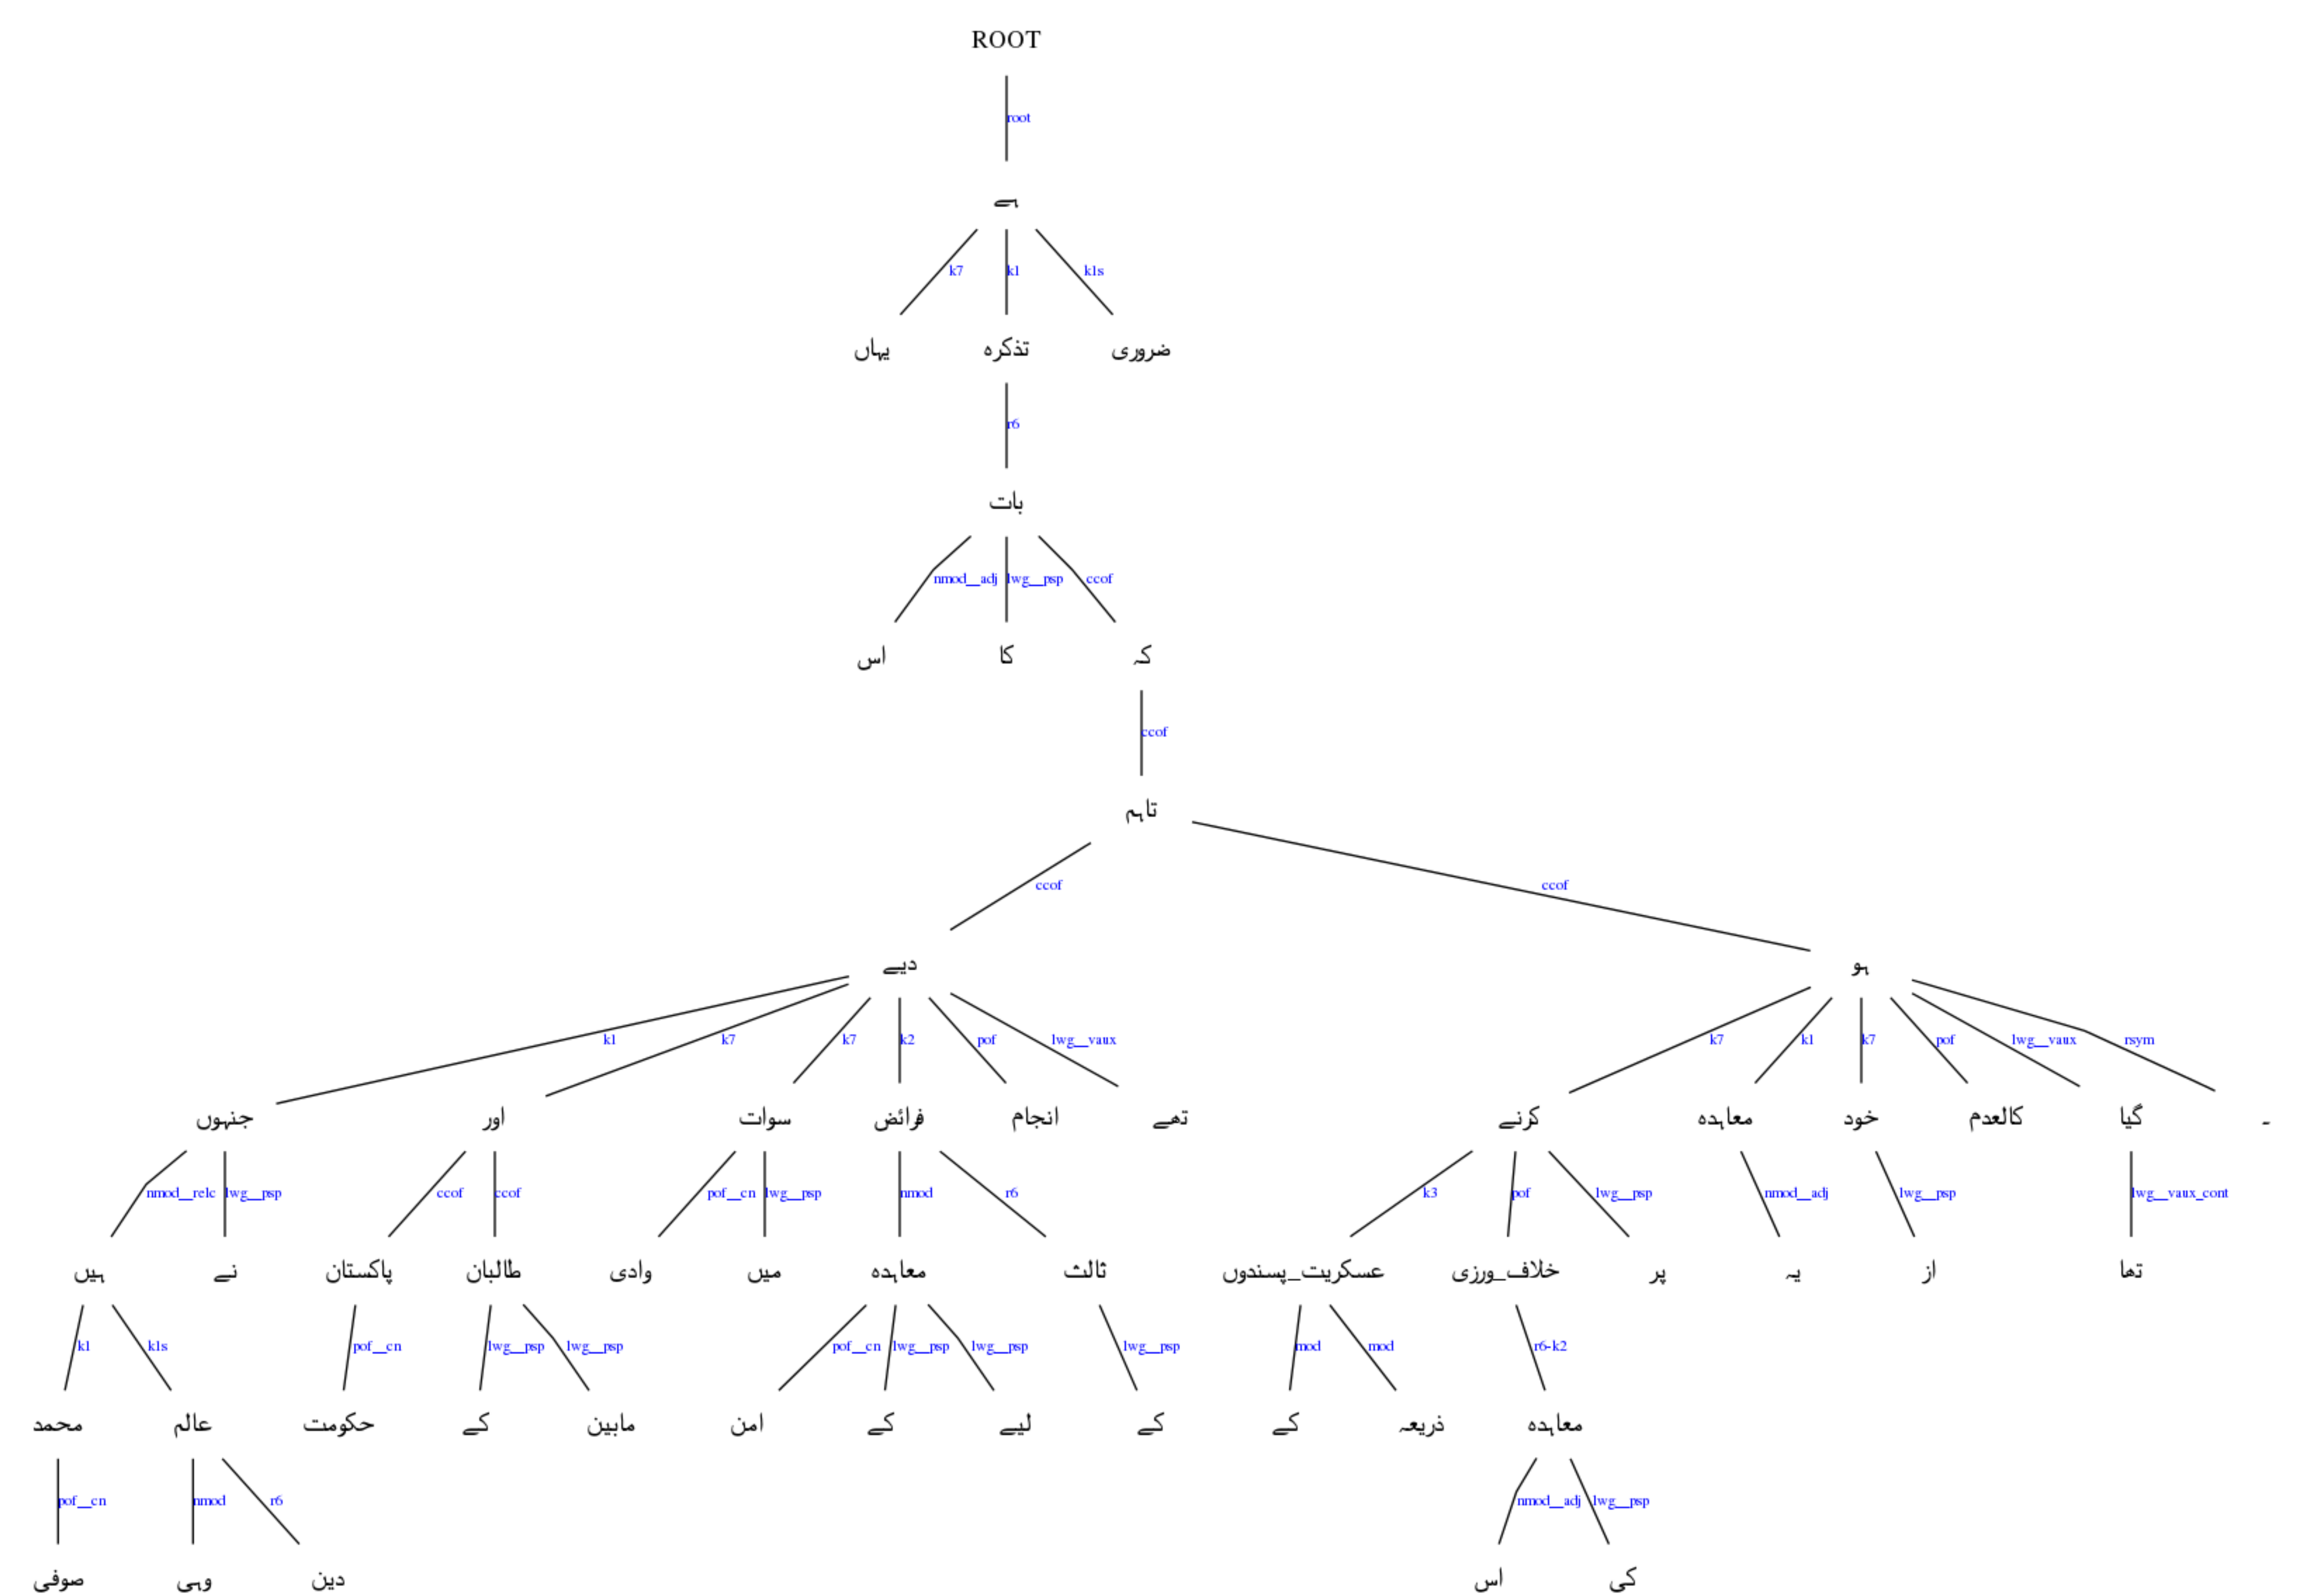 ROOT
root
ہے
k7 k1 k1s
یہاں تذکرہ ضروری
r6
بات
nmod__adj lwg__psp ccof
اس کا کہ
ccof
تاہم
ccof ccof
دیے ہو
k1 k7 k7 k2 pof lwg__vaux k7 k1 k7 pof lwg__vaux rsym
جنہوں اور سوات فرائض انجام تھے کرنے معاہدہ خود کالعدم گیا ۔
nmod__relc lwg__psp ccof ccof pof__cn lwg__psp nmod r6 k3 pof lwg__psp nmod__adj lwg__psp lwg__vaux_cont
ہیں نے پاکستان طالبان وادی میں معاہدہ ثالث عسکریت_پسندوں خلاف_ورزی پر یہ از تھا
k1 k1s pof__cn lwg__psp lwg__psp pof__cn lwg__psp lwg__psp lwg__psp mod mod r6-k2
محمد عالم حکومت کے مابین امن کے لیے کے کے ذریعہ معاہدہ
pof__cn nmod r6 nmod__adj lwg__psp
صوفی وہی دین اس کی